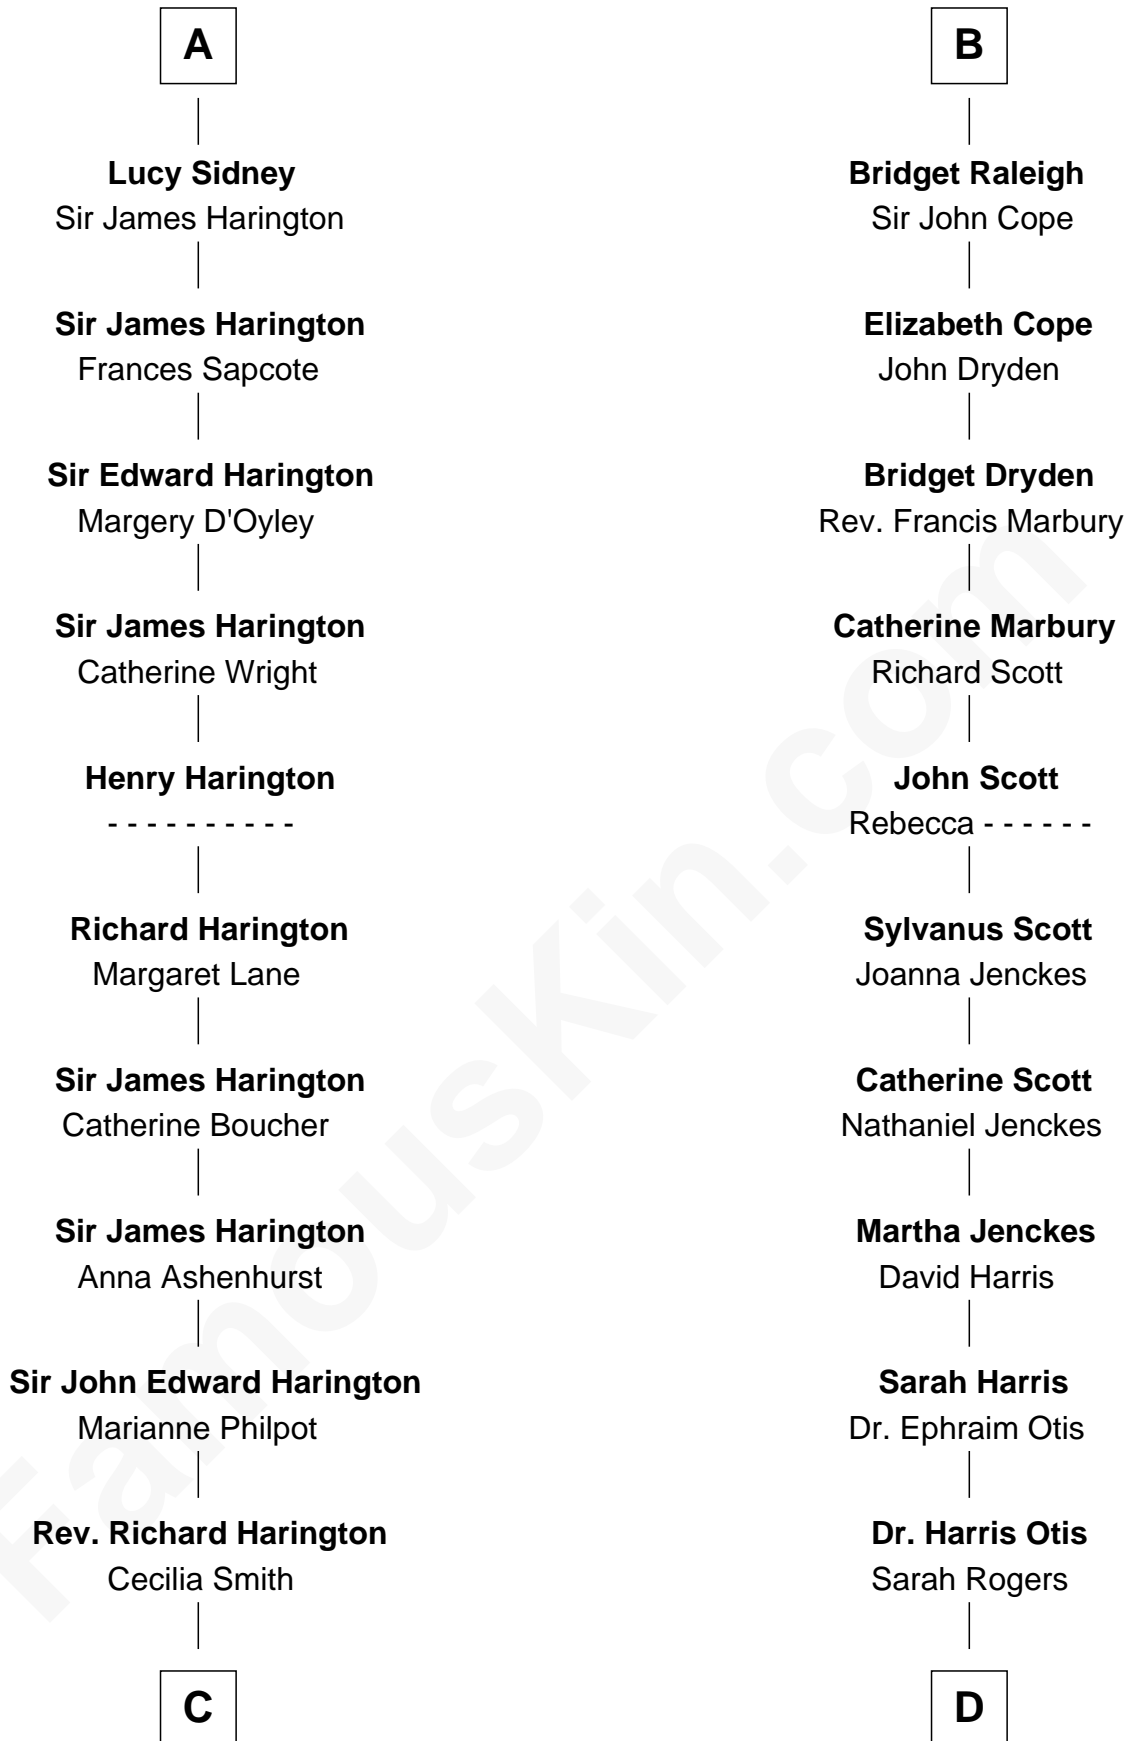 A
Lucy Sidney
Sir James Harington
Sir James Harington
Frances Sapcote
Sir Edward Harington
Margery D'Oyley
Sir James Harington
Catherine Wright
Henry Harington
- - - - - - - - - -
Richard Harington
Margaret Lane
Sir James Harington
Catherine Boucher
Sir James Harington
Anna Ashenhurst
Sir John Edward Harington
Marianne Philpot
Rev. Richard Harington
Cecilia Smith
C
B
Bridget Raleigh
Sir John Cope
Elizabeth Cope
John Dryden
Bridget Dryden
Rev. Francis Marbury
Catherine Marbury
Richard Scott
John Scott
Rebecca - - - - - -
Sylvanus Scott
Joanna Jenckes
Catherine Scott
Nathaniel Jenckes
Martha Jenckes
David Harris
Sarah Harris
Dr. Ephraim Otis
Dr. Harris Otis
Sarah Rogers
D
FamousKin.com